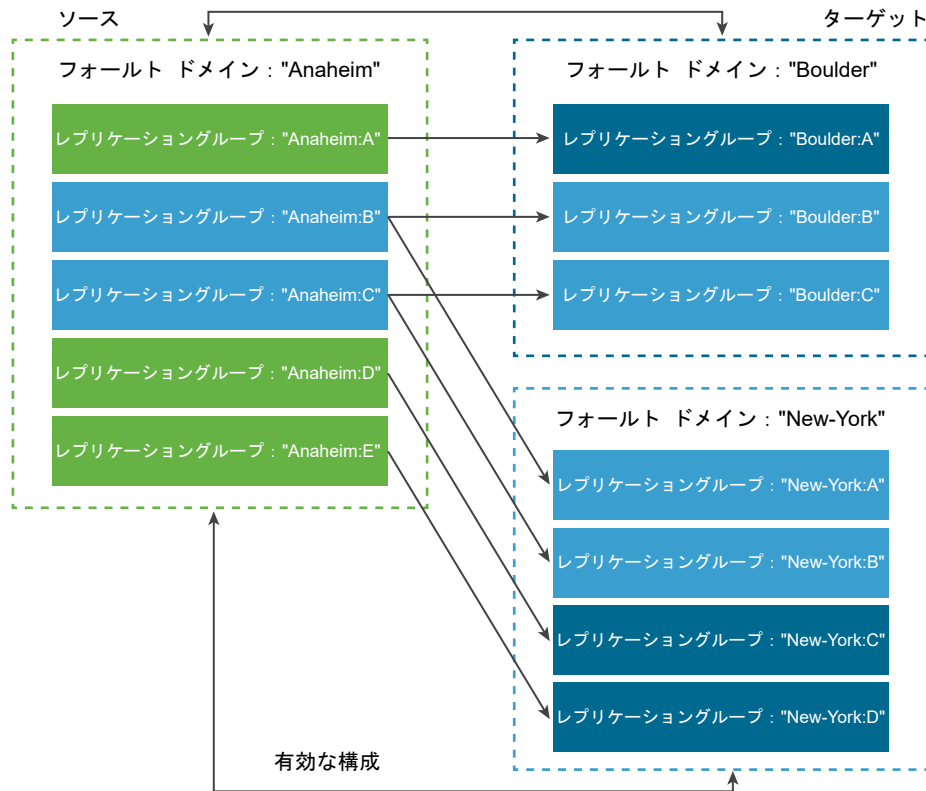 ソース
ターゲット
フォールト ドメイン："Anaheim"
レプリケーショングループ："Anaheim:A"
レプリケーショングループ："Anaheim:B"
レプリケーショングループ："Anaheim:C"
レプリケーショングループ："Anaheim:D"
レプリケーショングループ："Anaheim:E"
フォールト ドメイン："Boulder"
レプリケーショングループ："Boulder:A"
レプリケーショングループ："Boulder:B"
レプリケーショングループ："Boulder:C"
フォールト ドメイン："New-York"
レプリケーショングループ："New-York:A"
レプリケーショングループ："New-York:B"
レプリケーショングループ："New-York:C"
レプリケーショングループ："New-York:D"
有効な構成